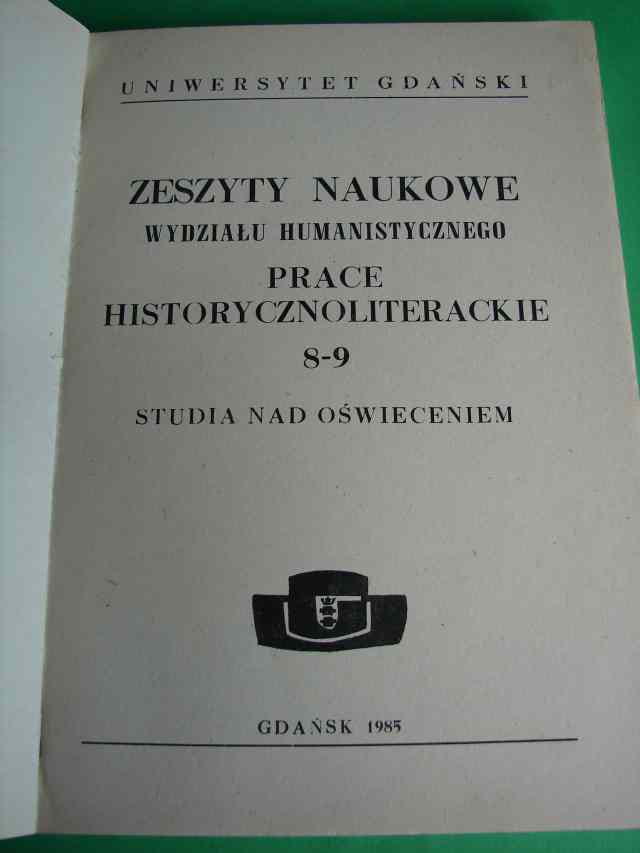 UNIWERSYTET GDAŃSKI
ZESZYTY NAUKOWE
WYDZIAŁU HUMANISTYCZNEGO
PRACE
HISTORYCZNOLITERACKIE
8-9
STUDIA NAD OŚWIECENIEM
GDAŃSK 1985